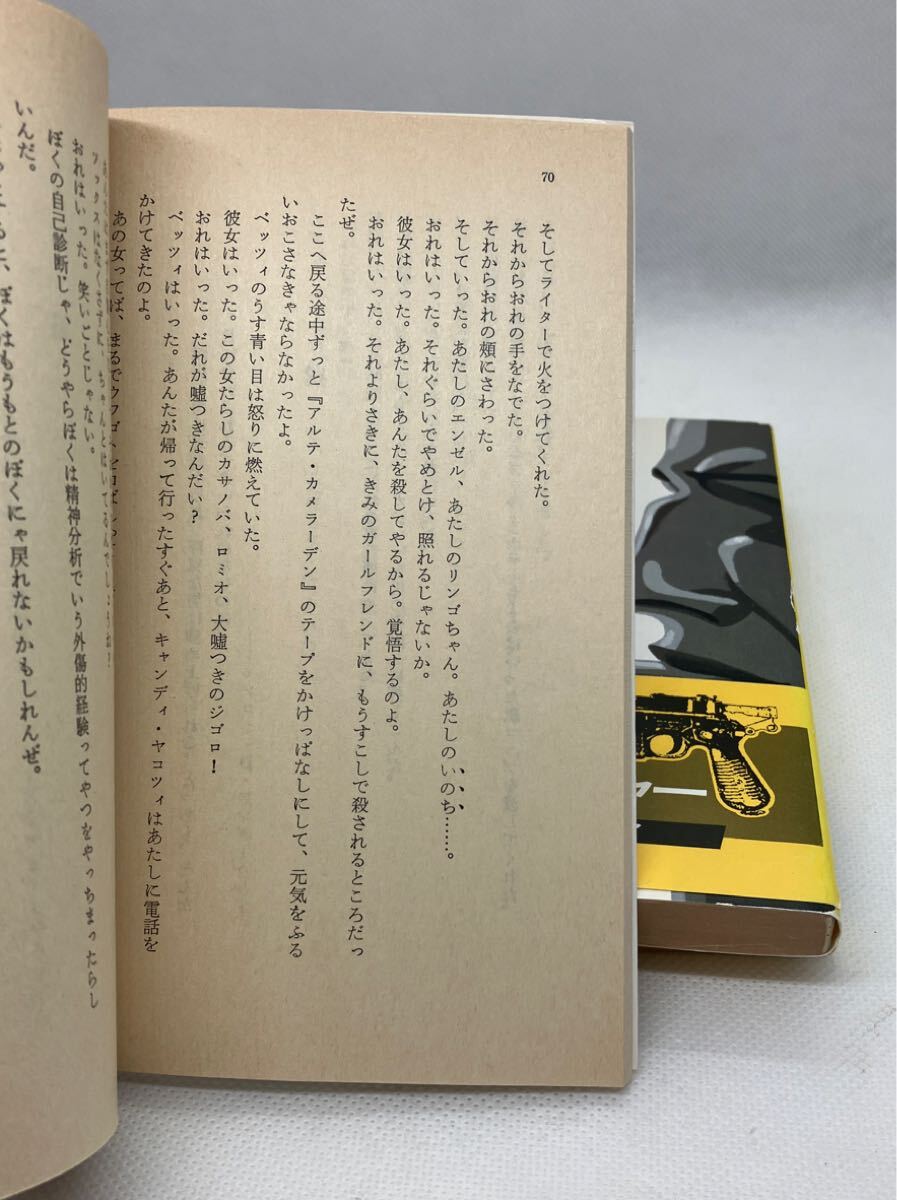 70
そしてライターで火をつけてくれた。
それからおれの手をなでた。
それからおれの頰にさわった。
そしていった。あたしのエンゼル、あたしのリンゴちゃん。あたしのいのち……。
おれはいった。それぐらいでやめとけ、照れるじゃないか。
彼女はいった。あたし、あんたを殺してやるから。覚悟するのよ。
おれはいった。それよりさきに、きみのガールフレンドに、もうすこしで殺されるところだっ
たぜ。
ここへ戻る途中ずっと『アルテ・カメラーデン』のテープをかけっぱなしにして、元気をふる
いおこさなきゃならなかったよ。
ベッツィのうす青い目は怒りに燃えていた。
彼女はいった。この女たらしのカサノバ、ロミオ、大噓つきのジゴロ！
おれはいった。だれが噓つきなんだい？
ベッツィはいった。あんたが帰って行ったすぐあと、キャンディ・ヤコツィはあたしに電話を
かけてきたのよ。
あの女ってば、まるで
おれはいった。笑いごとじゃない。
ぼくの自己診断じゃ、どうやらぼくは精神分析でいう外傷的経験ってやつをやっちまったらし
いんだ。
ぼくはもうもとのぼくにゃ戻れないかもしれんぜ。